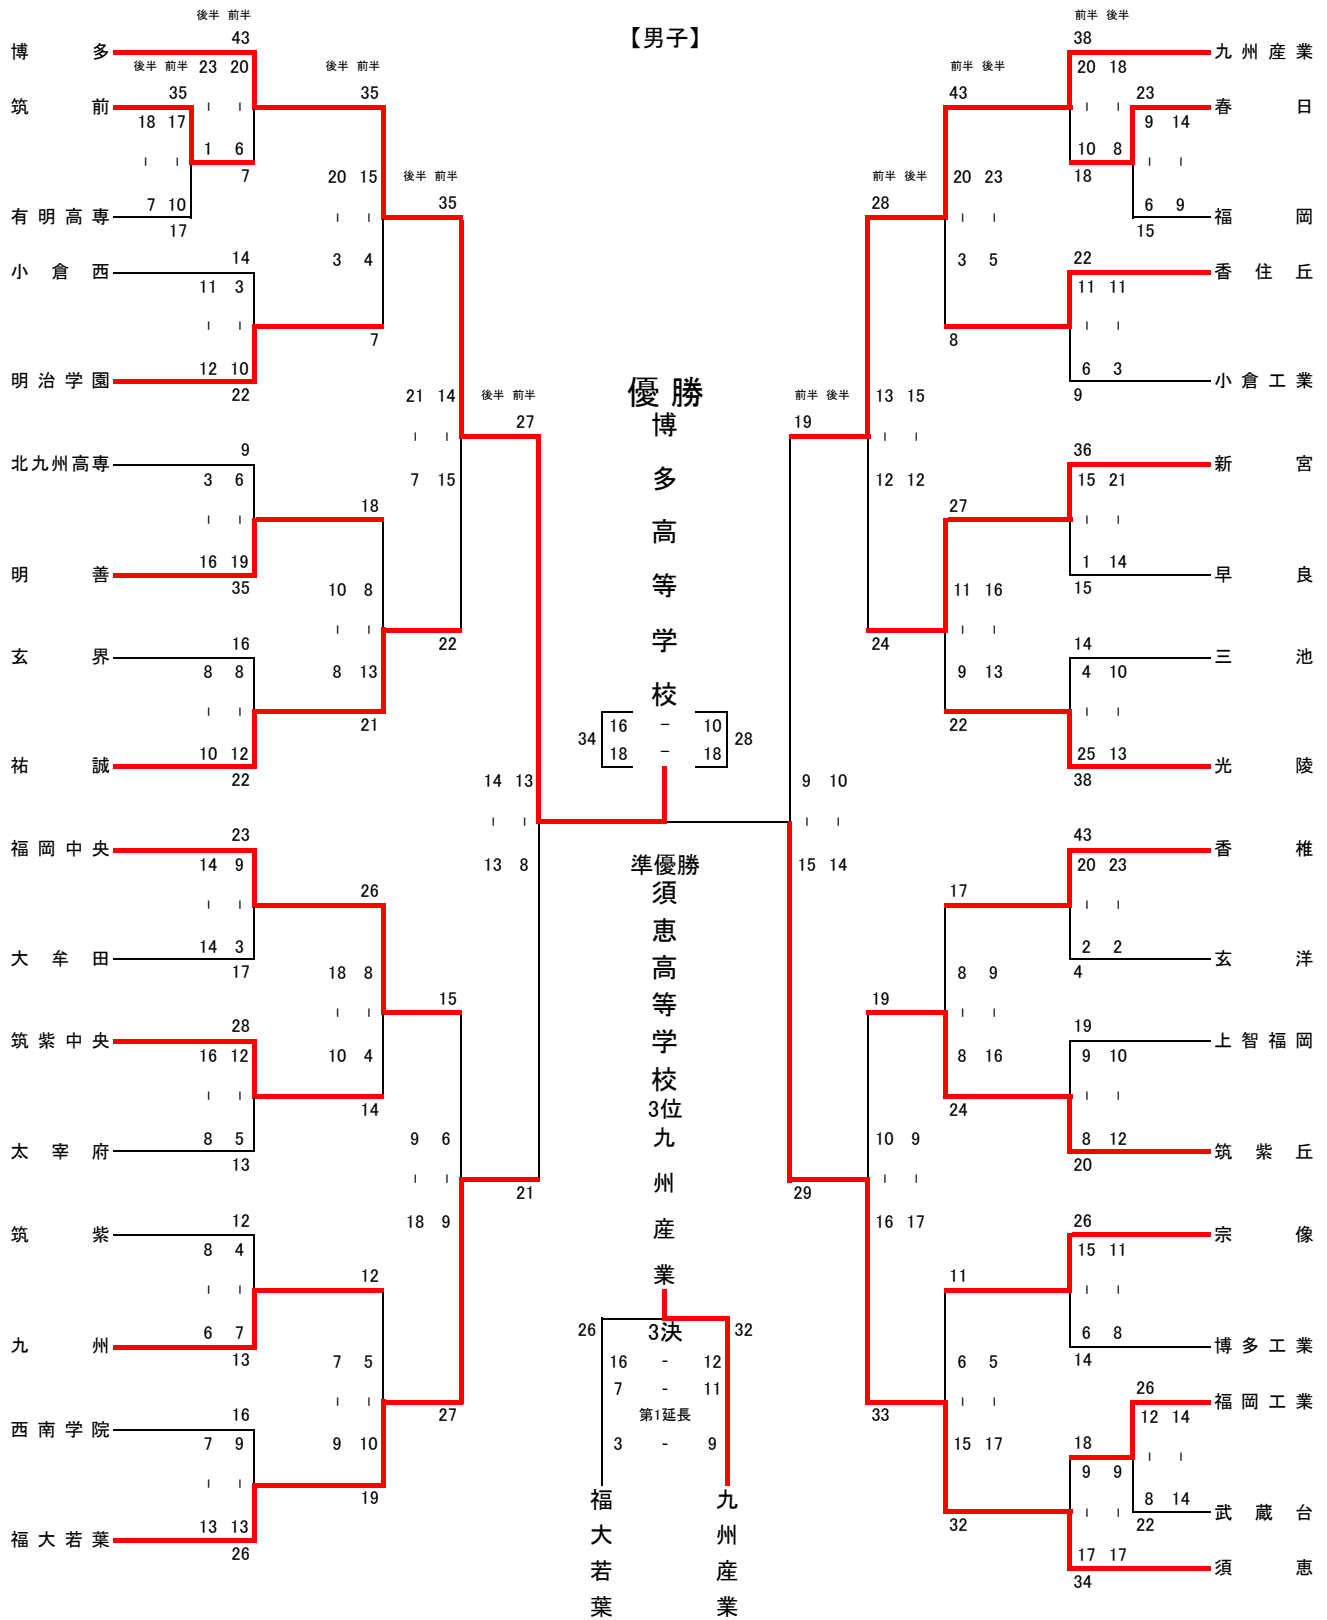 【男子】
後半 前半
43
博多
23 20
後半 前半
35
筑前
18 17
1 6
7
7 10
有明高専
17
後半 前半
35
20 15
3 4
7
14
小倉西
11 3
12 10
明治学園
22
後半 前半
35
21 14
7 15
22
9
北九州高専
3 6
16 19
明善
35
18
10 8
8 13
21
16
玄界
8 8
10 12
祐誠
22
後半 前半
27
14 13
13 8
21
23
福岡中央
14 9
14 3
大牟田
17
26
18 8
10 4
14
28
筑紫中央
16 12
8 5
太宰府
13
15
9 6
18 9
27
12
筑紫
8 4
6 7
九州
13
12
7 5
9 10
19
16
西南学院
7 9
13 13
福大若葉
26
優勝
博多高等学校
34 16 - 10 28
18 - 18
準優勝
須恵高等学校
3位
九州産業
26 3決 32
16 - 12
7 - 11
第1延長
3 - 9
福大若葉
九州産業
前半 後半
38
九州産業
20 18
10 8
18
23
春日
9 14
6 9
福岡
15
前半 後半
43
20 23
3 5
8
22
香住丘
11 11
6 3
小倉工業
9
前半 後半
28
13 15
12 12
24
36
新宮
15 21
1 14
早良
15
27
11 16
9 13
22
14
三池
4 10
25 13
光陵
38
前半 後半
19
9 10
15 14
29
43
香椎
20 23
2 2
玄洋
4
17
8 9
8 16
24
19
上智福岡
9 10
8 12
筑紫丘
20
19
10 9
16 17
33
26
宗像
15 11
6 8
博多工業
14
11
6 5
15 17
32
26
福岡工業
12 14
8 14
武蔵台
22
18
9 9
17 17
須恵
34